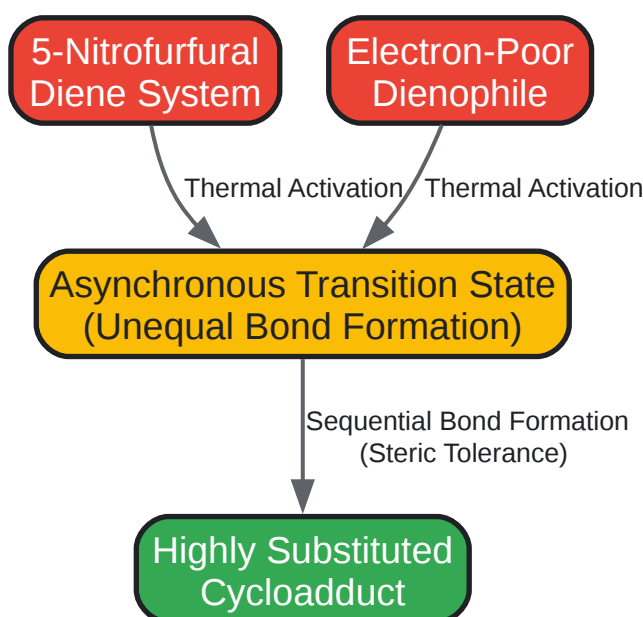 5-Nitrofurfural
Diene System
Electron-Poor
Dienophile
Thermal Activation
Thermal Activation
Asynchronous Transition State
(Unequal Bond Formation)
Sequential Bond Formation
(Steric Tolerance)
Highly Substituted
Cycloadduct